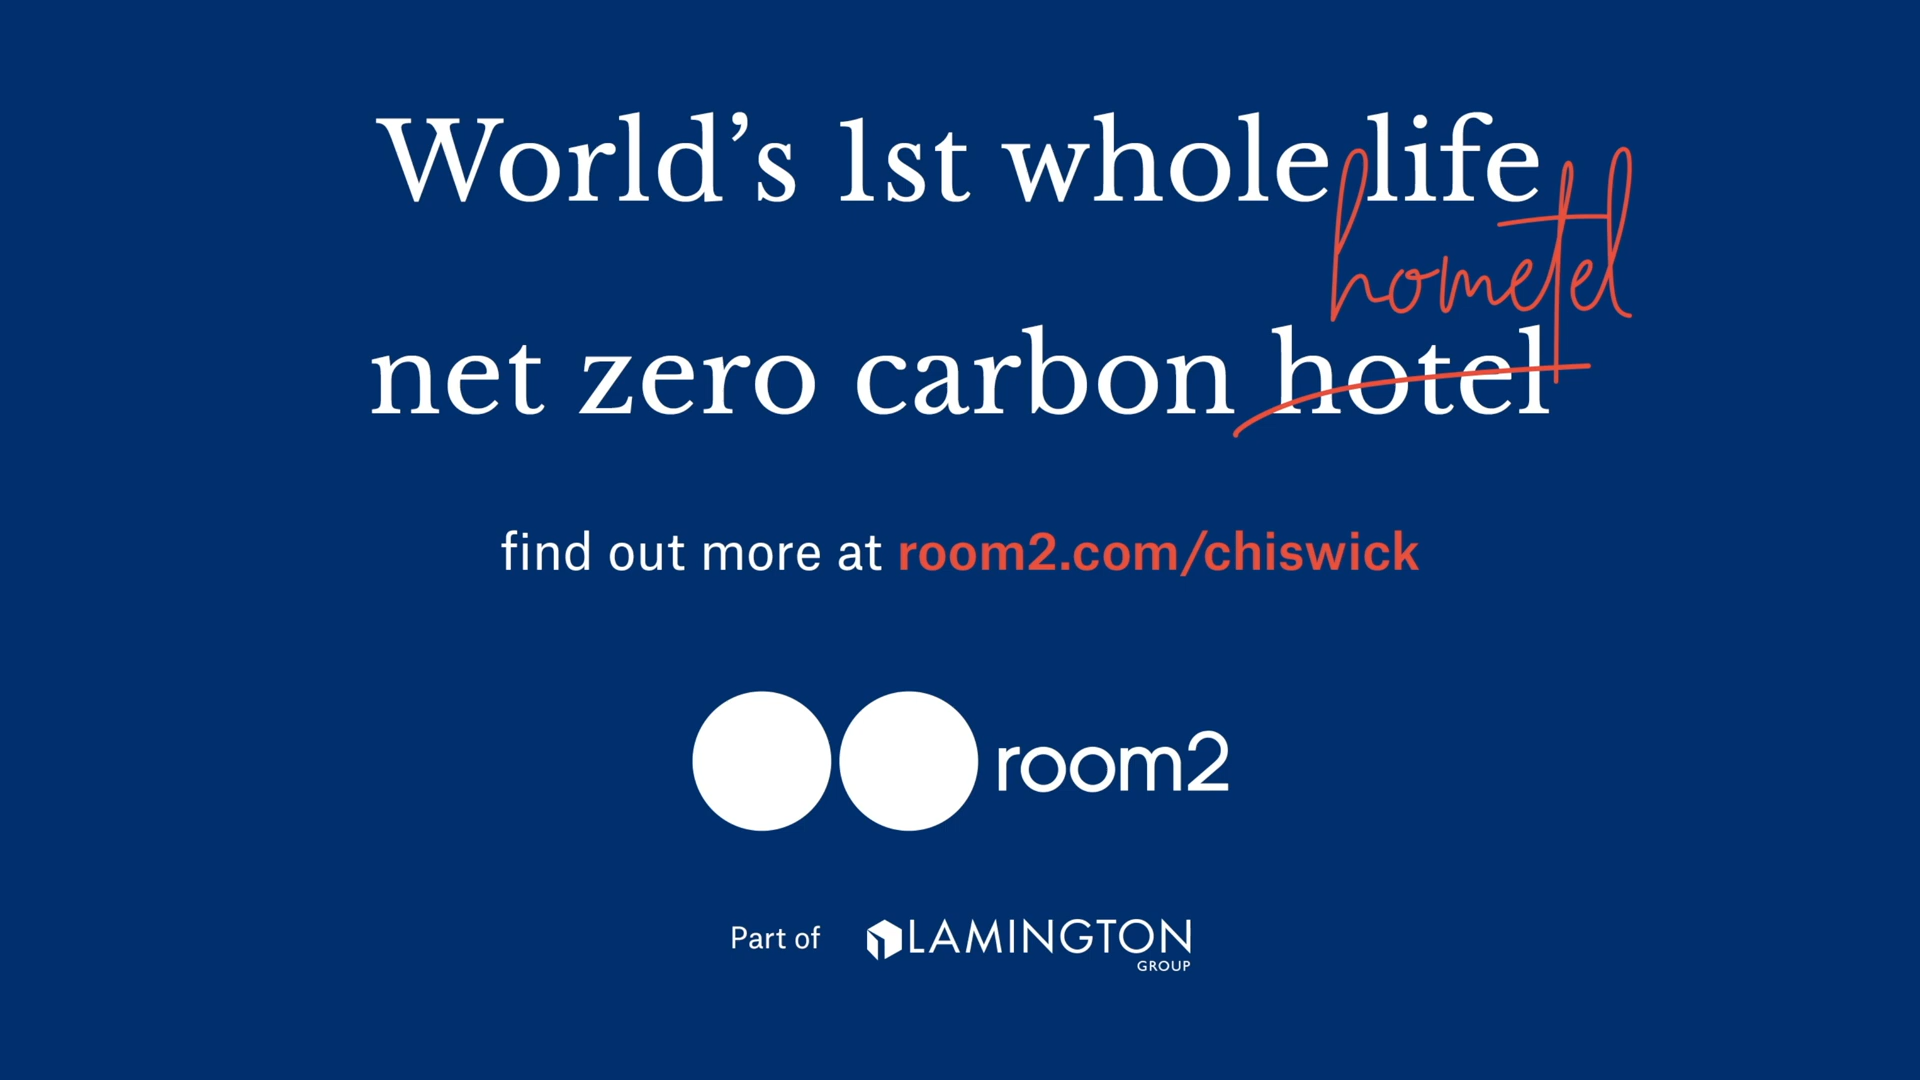 World’s 1st whole life
hometel
net zero carbon hotel
find out more at room2.com/chiswick
room2
Part of LAMINGTON
GROUP